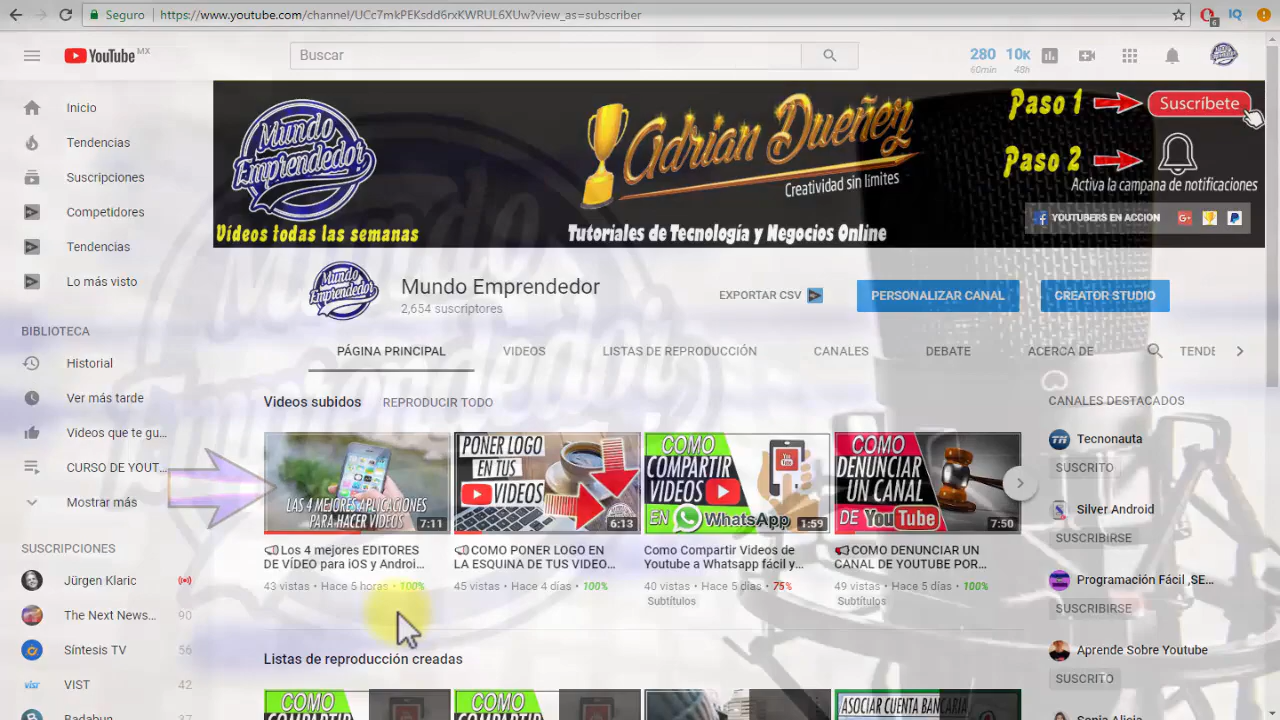 Seguro
https://www.youtube.com/channel/UCc7mkPEKsdd6rxKWRUL6XUw?view_as=subscriber
6
IQ
YouTube MX
Buscar
280
60min
10K
48h
Inicio
Tendencias
Suscripciones
Competidores
Tendencias
Lo más visto
BIBLIOTECA
Historial
Ver más tarde
Videos que te gu...
CURSO DE YOUT...
Mostrar más
SUSCRIPCIONES
Jürgen Klaric
The Next News... 90
Síntesis TV 56
VIST 42
Badabun 37
Mundo Emprendedor
Vídeos todas las semanas
Adrian Dueñez
Creatividad sin limites
Tutoriales de Tecnología y Negocios Online
Paso 1
Suscríbete
Paso 2
Activa la campana de notificaciones
YOUTUBERS EN ACCION
Mundo Emprendedor
Mundo Emprendedor
2,654 suscriptores
EXPORTAR CSV
PERSONALIZAR CANAL
CREATOR STUDIO
PÁGINA PRINCIPAL
VIDEOS
LISTAS DE REPRODUCCIÓN
CANALES
DEBATE
ACERCA DE
TENDE
Videos subidos
REPRODUCIR TODO
LAS 4 MEJORES APLICACIONES
PARA HACER VIDEOS
7:11
Los 4 mejores EDITORES
DE VÍDEO para iOS y Androi...
43 vistas • Hace 5 horas • 100%
PONER LOGO
EN TUS
VIDEOS
6:13
COMO PONER LOGO EN
LA ESQUINA DE TUS VIDEO...
45 vistas • Hace 4 días • 100%
COMO
COMPARTIR
VIDEOS
EN WhatsApp
1:59
Como Compartir Videos de
Youtube a Whatsapp fácil y...
40 vistas • Hace 5 días • 75%
Subtítulos
COMO
DENUNCIAR
UN CANAL
DE YouTube
7:50
COMO DENUNCIAR UN
CANAL DE YOUTUBE POR...
49 vistas • Hace 5 días • 100%
Subtítulos
Listas de reproducción creadas
COMO
COMO
ASOCIAR CUENTA BANCARIA
CANALES DESTACADOS
Tecnonauta
SUSCRITO
Silver Android
SUSCRIBIRSE
Programación Fácil ,SE...
SUSCRIBIRSE
Aprende Sobre Youtube
SUSCRITO
Sonia Alicia